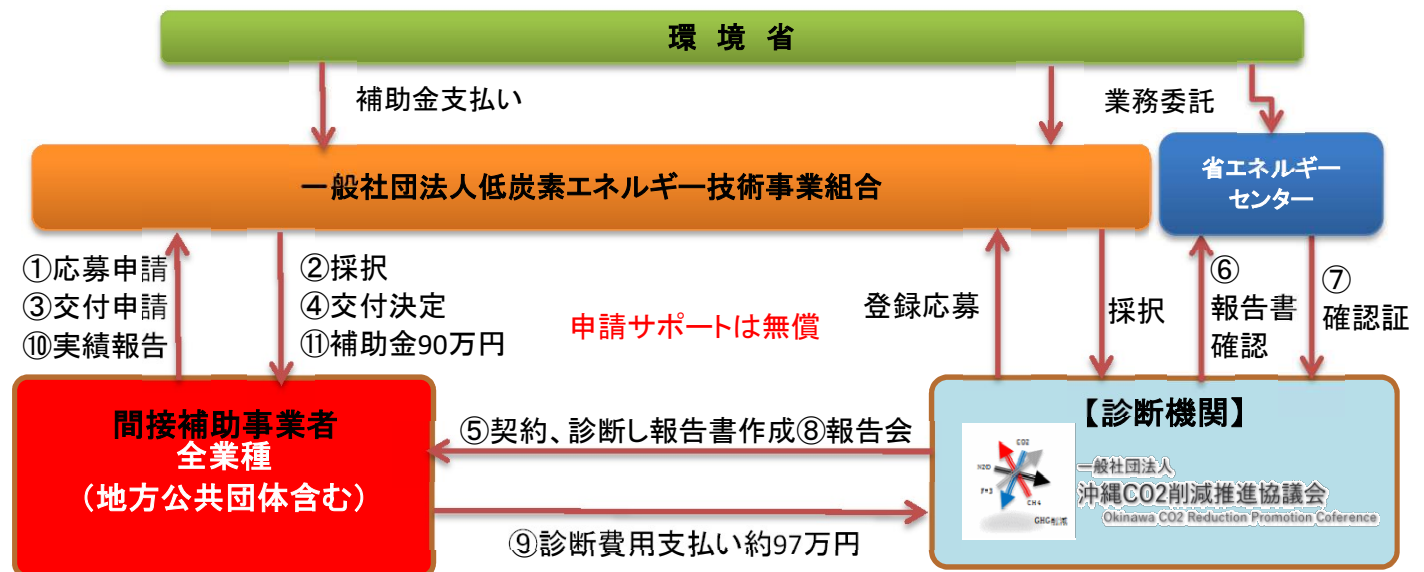 環 境 省
補助金支払い
業務委託
一般社団法人低炭素エネルギー技術事業組合
省エネルギー
センター
①応募申請
③交付申請
⑩実績報告
②採択
④交付決定
⑪補助金90万円
申請サポートは無償
登録応募
採択
⑥
報告書
確認
⑦
確認証
間接補助事業者
全業種
（地方公共団体含む）
⑤契約、診断し報告書作成⑧報告会
⑨診断費用支払い約97万円
【診断機関】
CO2
N2O
F*3
CH4
GHG削減
一般社団法人
沖縄CO2削減推進協議会
Okinawa CO2 Reduction Promotion Coference